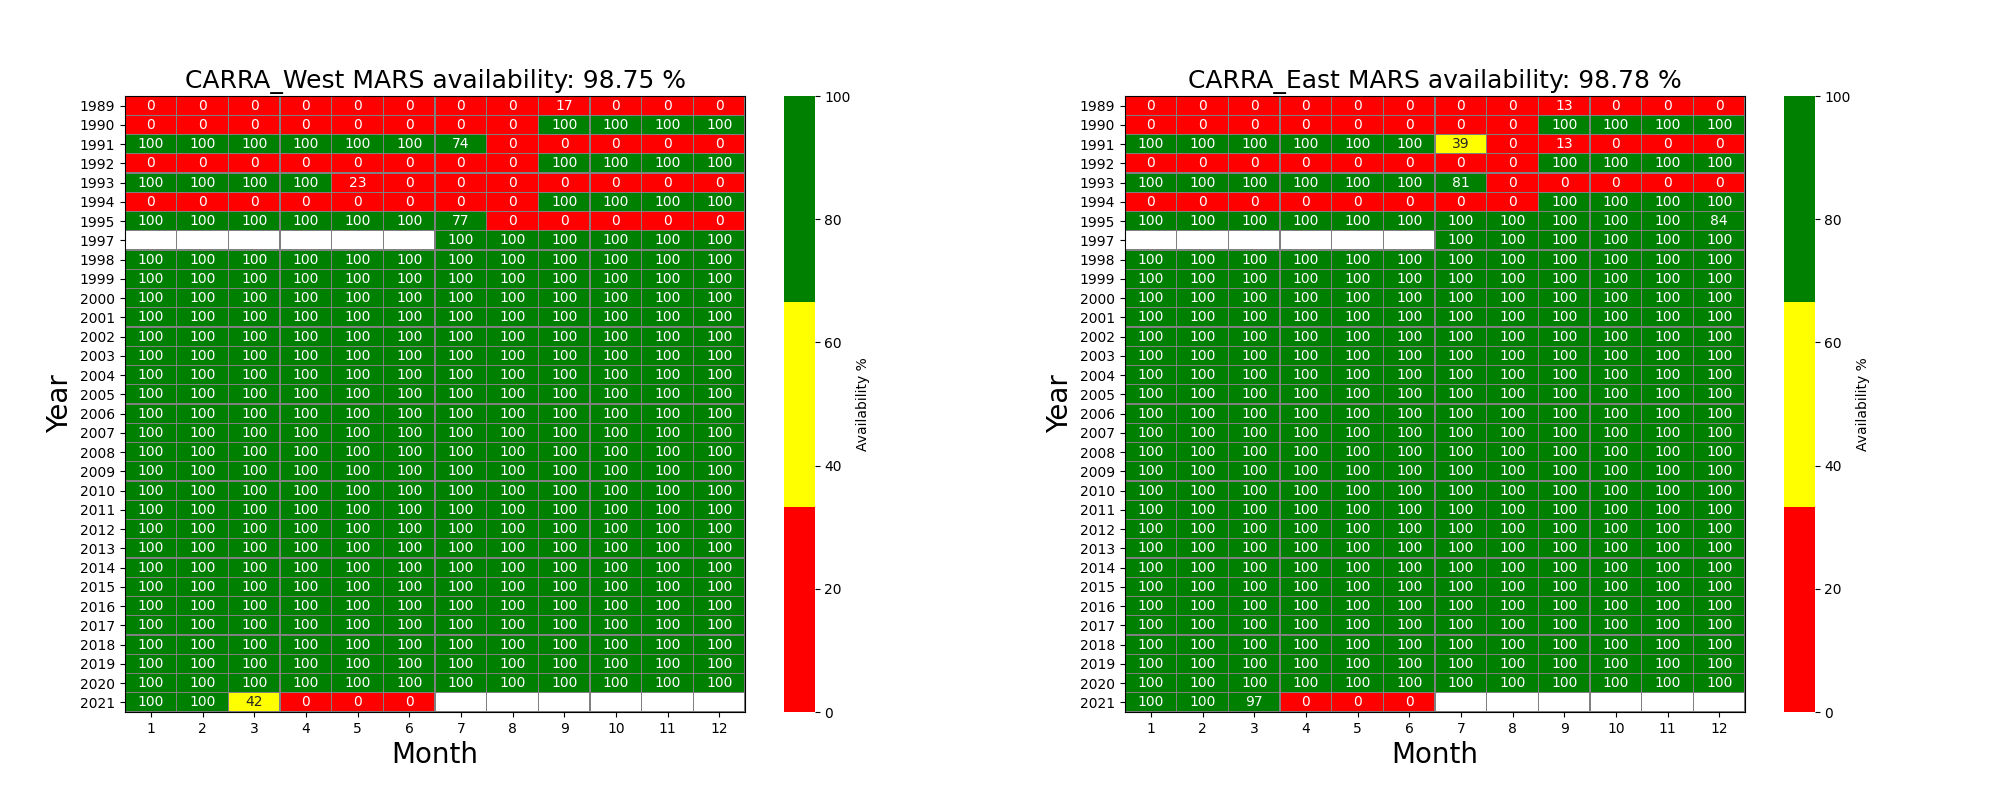 CARRA_West MARS availability: 98.75 %
1989 0 0 0 0 0 0 0 0 17 0 0 0
1990 0 0 0 0 0 0 0 0 100 100 100 100
1991 100 100 100 100 100 100 74 0 0 0 0 0
1992 0 0 0 0 0 0 0 0 100 100 100 100
1993 100 100 100 100 23 0 0 0 0 0 0 0
1994 0 0 0 0 0 0 0 0 100 100 100 100
1995 100 100 100 100 100 100 77 0 0 0 0 0
1997 100 100 100 100 100 100
1998 100 100 100 100 100 100 100 100 100 100 100 100
1999 100 100 100 100 100 100 100 100 100 100 100 100
2000 100 100 100 100 100 100 100 100 100 100 100 100
2001 100 100 100 100 100 100 100 100 100 100 100 100
2002 100 100 100 100 100 100 100 100 100 100 100 100
2003 100 100 100 100 100 100 100 100 100 100 100 100
2004 100 100 100 100 100 100 100 100 100 100 100 100
2005 100 100 100 100 100 100 100 100 100 100 100 100
2006 100 100 100 100 100 100 100 100 100 100 100 100
2007 100 100 100 100 100 100 100 100 100 100 100 100
2008 100 100 100 100 100 100 100 100 100 100 100 100
2009 100 100 100 100 100 100 100 100 100 100 100 100
2010 100 100 100 100 100 100 100 100 100 100 100 100
2011 100 100 100 100 100 100 100 100 100 100 100 100
2012 100 100 100 100 100 100 100 100 100 100 100 100
2013 100 100 100 100 100 100 100 100 100 100 100 100
2014 100 100 100 100 100 100 100 100 100 100 100 100
2015 100 100 100 100 100 100 100 100 100 100 100 100
2016 100 100 100 100 100 100 100 100 100 100 100 100
2017 100 100 100 100 100 100 100 100 100 100 100 100
2018 100 100 100 100 100 100 100 100 100 100 100 100
2019 100 100 100 100 100 100 100 100 100 100 100 100
2020 100 100 100 100 100 100 100 100 100 100 100 100
2021 100 100 42 0 0 0
1 2 3 4 5 6 7 8 9 10 11 12
Month
Year
100
80
60
40
20
0
Availability %
CARRA_East MARS availability: 98.78 %
1989 0 0 0 0 0 0 0 0 13 0 0 0
1990 0 0 0 0 0 0 0 0 100 100 100 100
1991 100 100 100 100 100 100 39 0 13 0 0 0
1992 0 0 0 0 0 0 0 0 100 100 100 100
1993 100 100 100 100 100 100 81 0 0 0 0 0
1994 0 0 0 0 0 0 0 0 100 100 100 100
1995 100 100 100 100 100 100 100 100 100 100 100 84
1997 100 100 100 100 100 100
1998 100 100 100 100 100 100 100 100 100 100 100 100
1999 100 100 100 100 100 100 100 100 100 100 100 100
2000 100 100 100 100 100 100 100 100 100 100 100 100
2001 100 100 100 100 100 100 100 100 100 100 100 100
2002 100 100 100 100 100 100 100 100 100 100 100 100
2003 100 100 100 100 100 100 100 100 100 100 100 100
2004 100 100 100 100 100 100 100 100 100 100 100 100
2005 100 100 100 100 100 100 100 100 100 100 100 100
2006 100 100 100 100 100 100 100 100 100 100 100 100
2007 100 100 100 100 100 100 100 100 100 100 100 100
2008 100 100 100 100 100 100 100 100 100 100 100 100
2009 100 100 100 100 100 100 100 100 100 100 100 100
2010 100 100 100 100 100 100 100 100 100 100 100 100
2011 100 100 100 100 100 100 100 100 100 100 100 100
2012 100 100 100 100 100 100 100 100 100 100 100 100
2013 100 100 100 100 100 100 100 100 100 100 100 100
2014 100 100 100 100 100 100 100 100 100 100 100 100
2015 100 100 100 100 100 100 100 100 100 100 100 100
2016 100 100 100 100 100 100 100 100 100 100 100 100
2017 100 100 100 100 100 100 100 100 100 100 100 100
2018 100 100 100 100 100 100 100 100 100 100 100 100
2019 100 100 100 100 100 100 100 100 100 100 100 100
2020 100 100 100 100 100 100 100 100 100 100 100 100
2021 100 100 97 0 0 0
1 2 3 4 5 6 7 8 9 10 11 12
Month
Year
100
80
60
40
20
0
Availability %